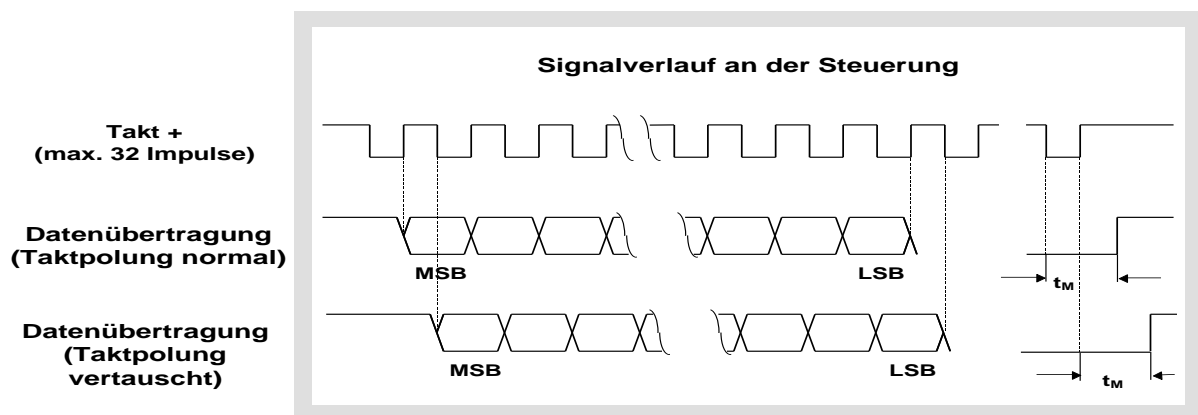 Signalverlauf an der Steuerung
Takt +
(max. 32 Impulse)
Datenübertragung
(Taktpolung normal)
MSB
LSB
tM
Datenübertragung
(Taktpolung
vertauscht)
MSB
LSB
tM